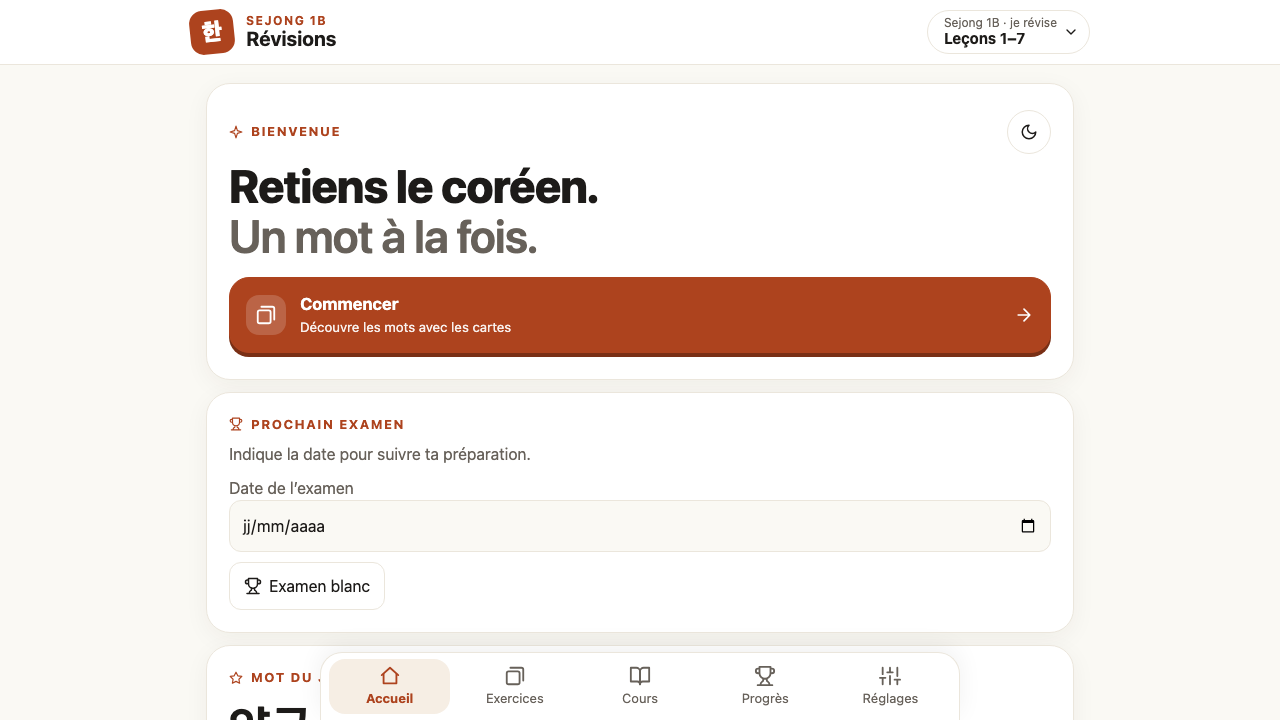 한
SEJONG 1B
Révisions
Sejong 1B · je révise
Leçons 1–7
BIENVENUE
Retiens le coréen.
Un mot à la fois.
Commencer
Découvre les mots avec les cartes
PROCHAIN EXAMEN
Indique la date pour suivre ta préparation.
Date de l’examen
jj/mm/aaaa
Examen blanc
MOT DU
Accueil
Exercices
Cours
Progrès
Réglages